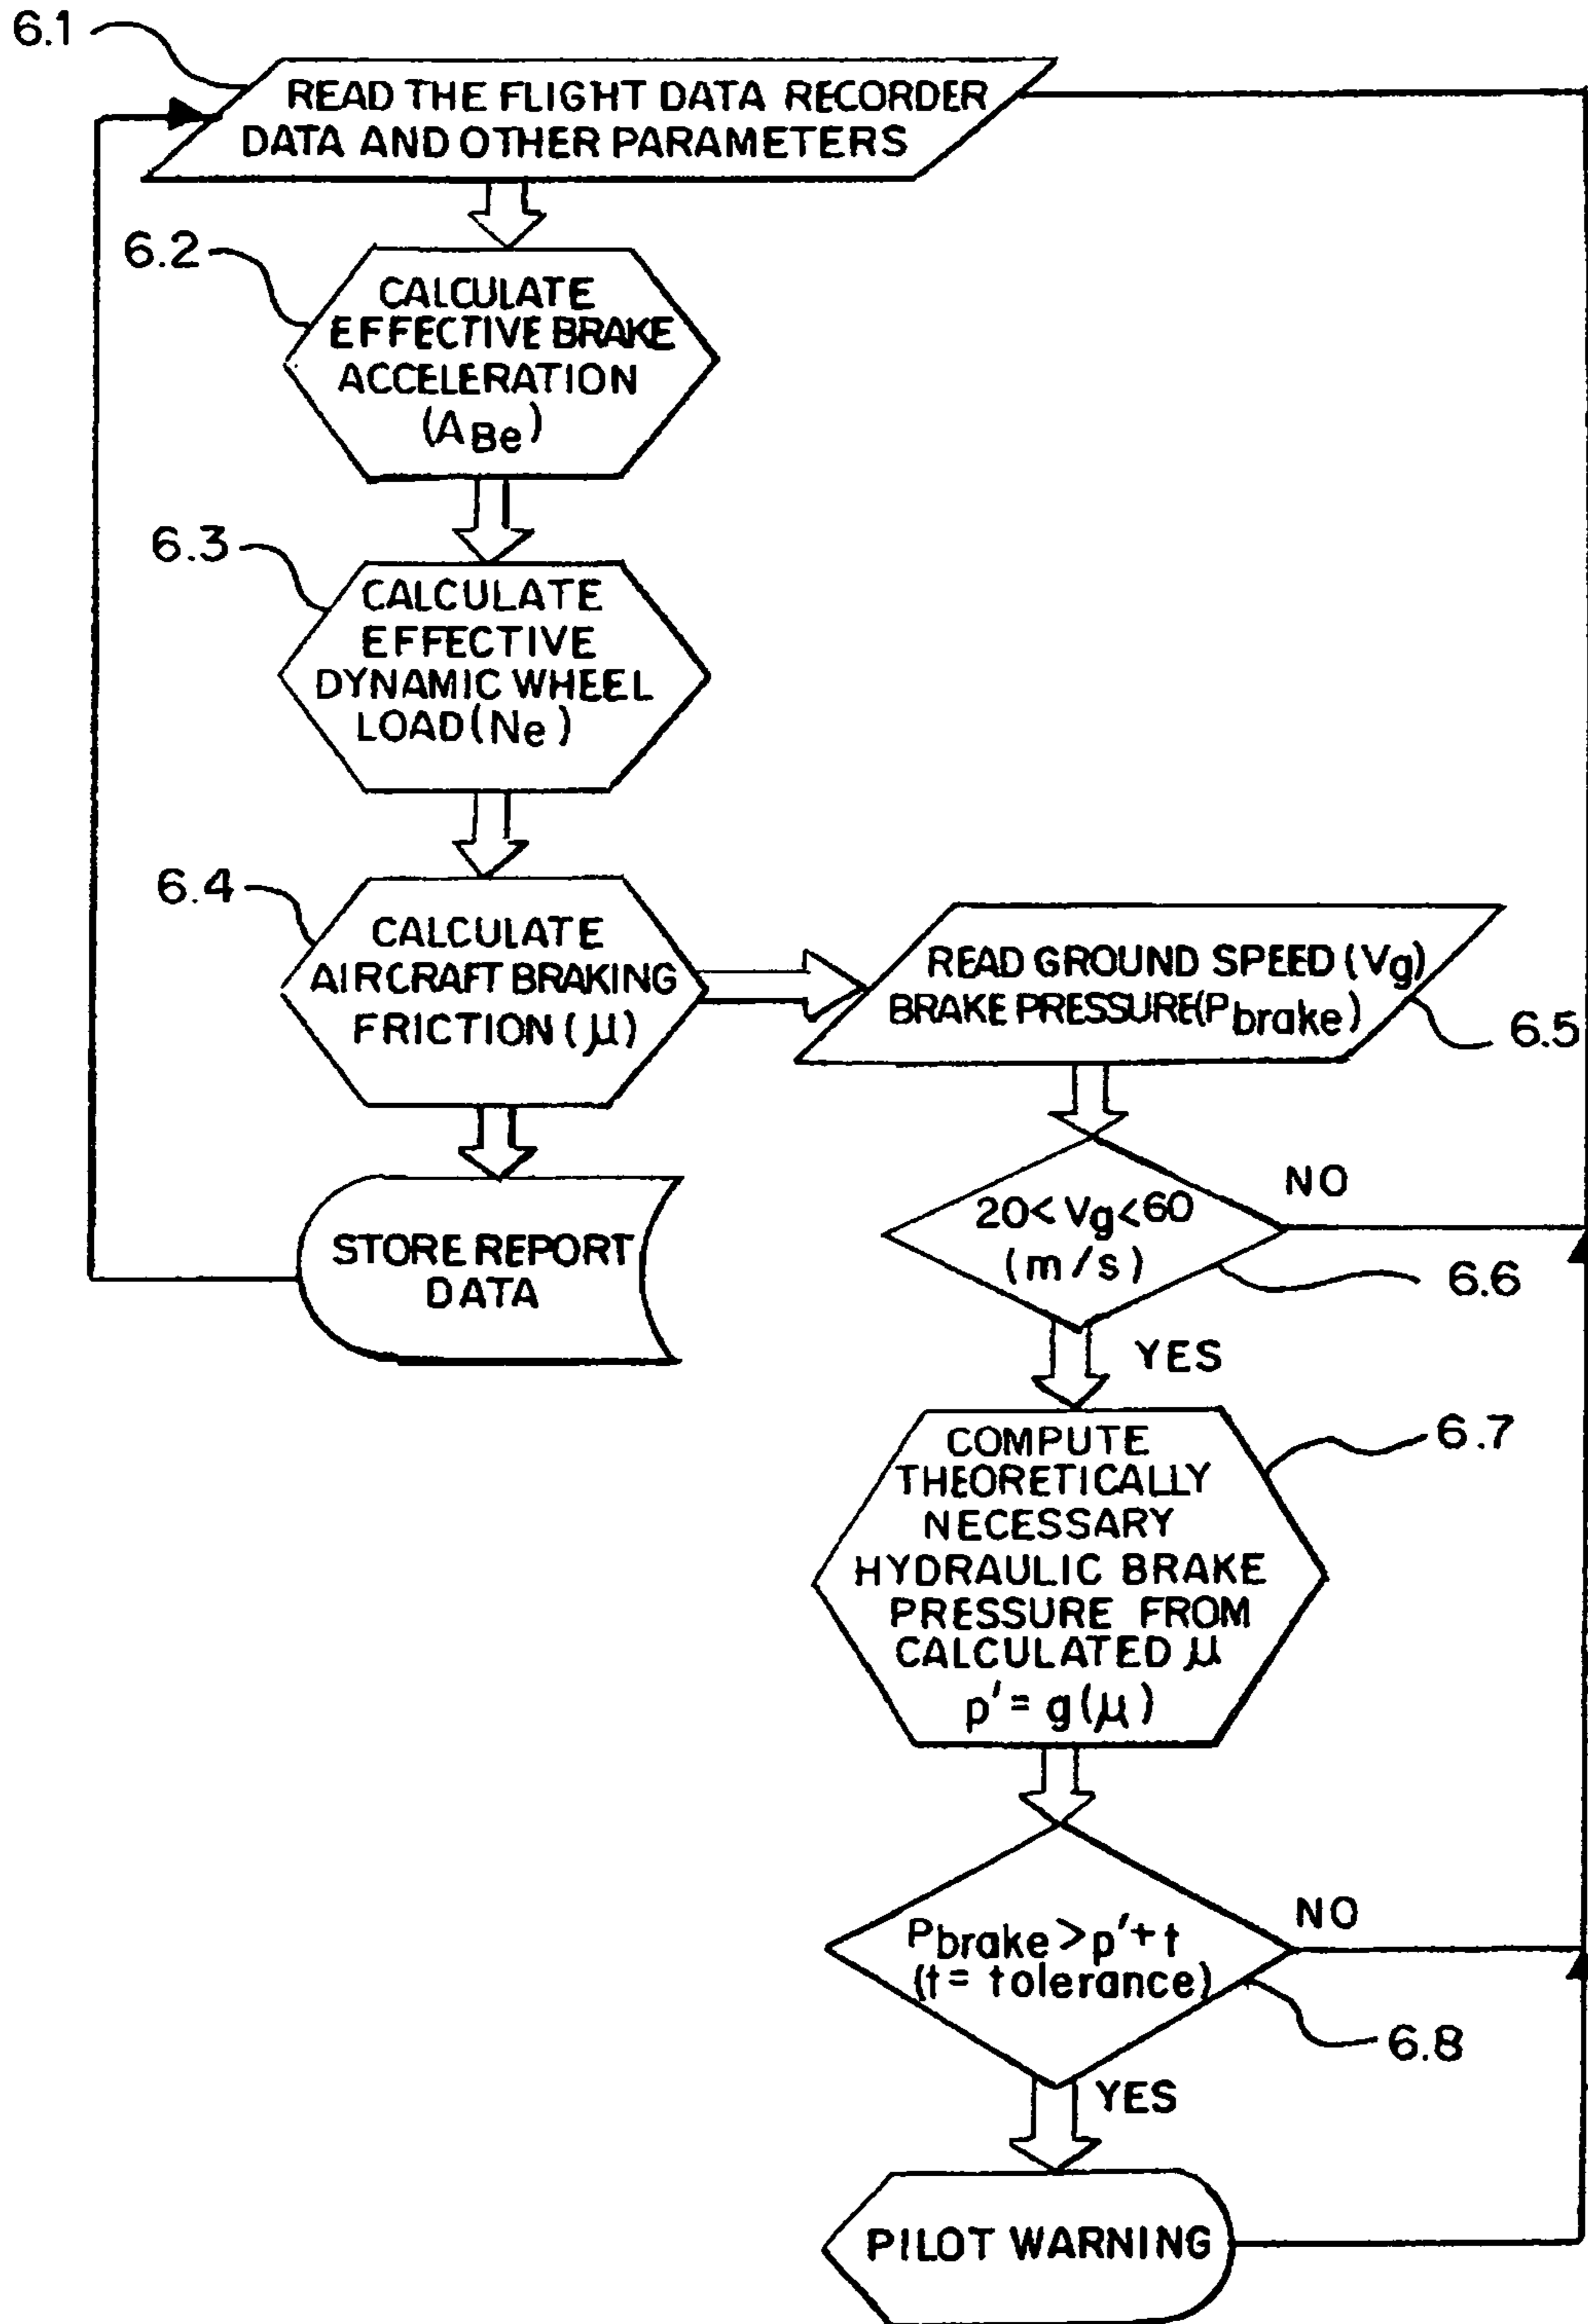 6.1
READ THE FLIGHT DATA RECORDER
DATA AND OTHER PARAMETERS
6.2
CALCULATE
EFFECTIVE BRAKE
ACCELERATION
(ABe)
6.3
CALCULATE
EFFECTIVE
DYNAMIC WHEEL
LOAD (Ne)
6.4
CALCULATE
AIRCRAFT BRAKING
FRICTION (μ)
STORE REPORT
DATA
READ GROUND SPEED (Vg)
BRAKE PRESSURE(Pbrake)
6.5
20< Vg<60
(m/s)
NO
6.6
YES
COMPUTE
THEORETICALLY
NECESSARY
HYDRAULIC BRAKE
PRESSURE FROM
CALCULATED μ
p' = g(μ)
6.7
Pbrake>p'+t
(t= tolerance)
NO
6.8
YES
PILOT WARNING